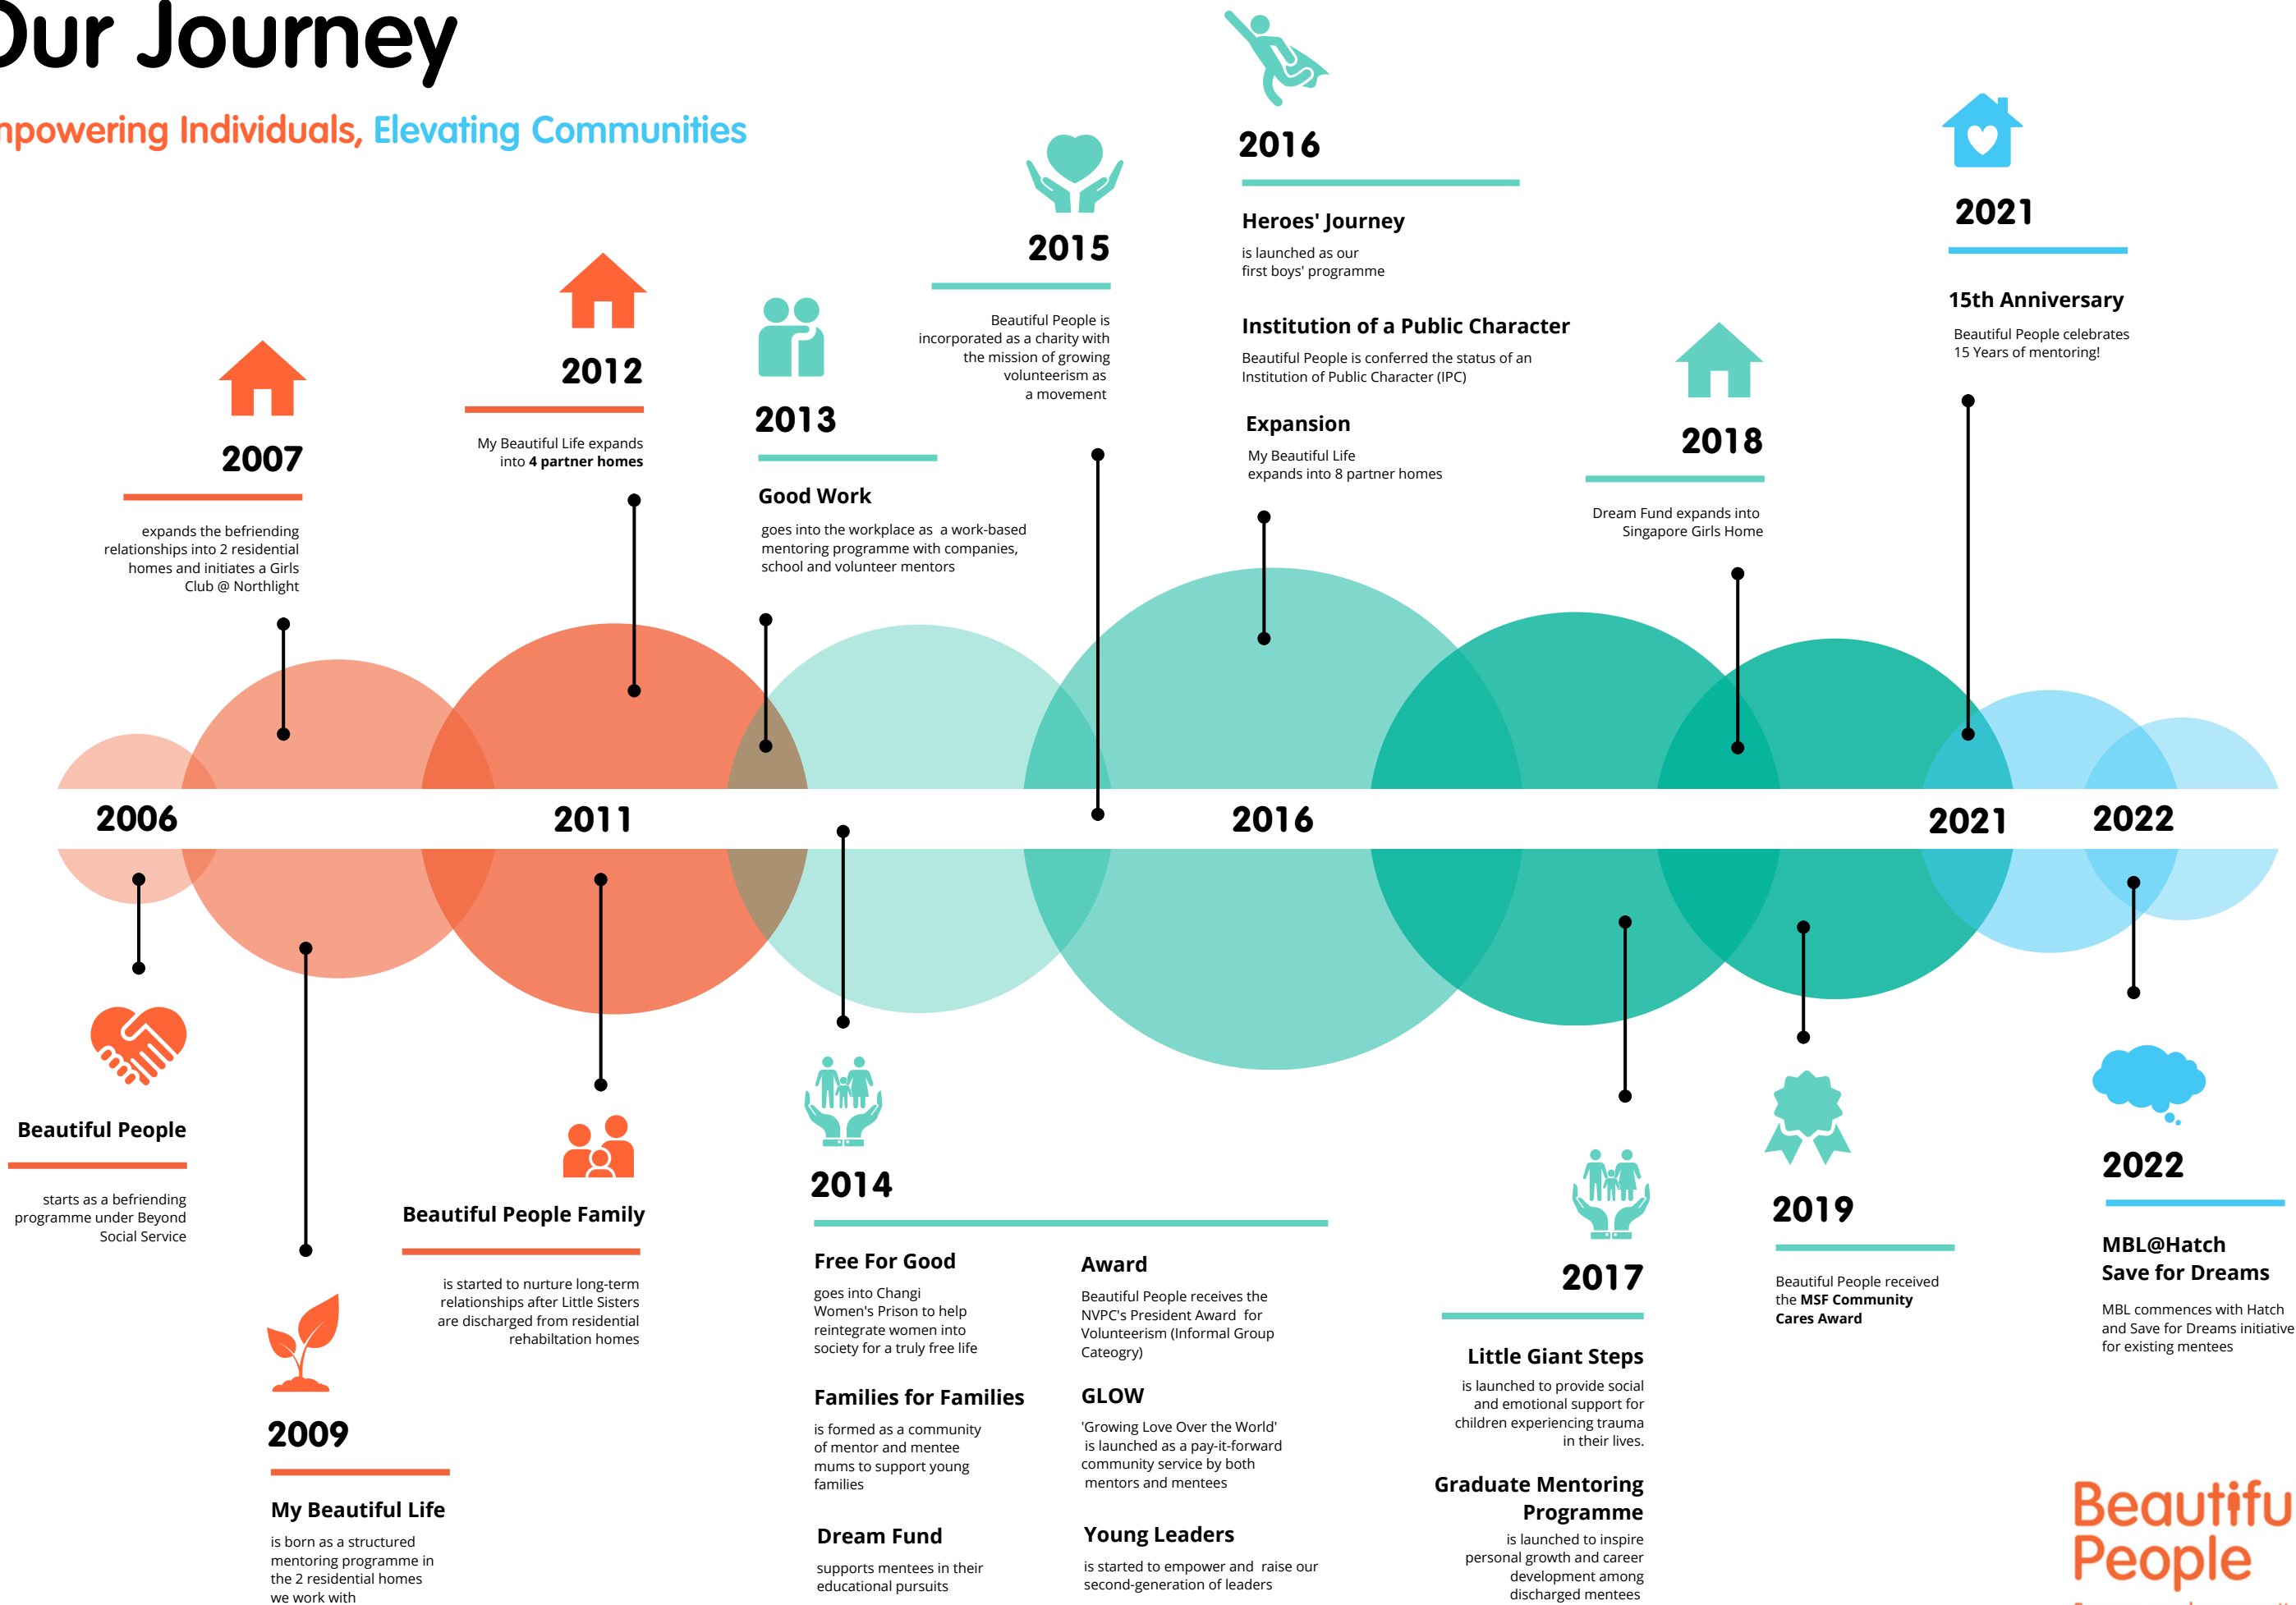 Our Journey
mpowering Individuals, Elevating Communities
2007
expands the befriending
relationships into 2 residential
homes and initiates a Girls
Club @ Northlight
2012
My Beautiful Life expands
into 4 partner homes
2013
Good Work
goes into the workplace as a work-based
mentoring programme with companies,
school and volunteer mentors
2015
Beautiful People is
incorporated as a charity with
the mission of growing
volunteerism as
a movement
2016
Heroes' Journey
is launched as our
first boys' programme
Institution of a Public Character
Beautiful People is conferred the status of an
Institution of Public Character (IPC)
Expansion
My Beautiful Life
expands into 8 partner homes
2018
Dream Fund expands into
Singapore Girls Home
2021
15th Anniversary
Beautiful People celebrates
15 Years of mentoring!
2006
2011
2016
2021
2022
Beautiful People
starts as a befriending
programme under Beyond
Social Service
2009
My Beautiful Life
is born as a structured
mentoring programme in
the 2 residential homes
we work with
Beautiful People Family
is started to nurture long-term
relationships after Little Sisters
are discharged from residential
rehabiltation homes
2014
Free For Good
goes into Changi
Women's Prison to help
reintegrate women into
society for a truly free life
Families for Families
is formed as a community
of mentor and mentee
mums to support young
families
Dream Fund
supports mentees in their
educational pursuits
Award
Beautiful People receives the
NVPC's President Award for
Volunteerism (Informal Group
Cateogry)
GLOW
'Growing Love Over the World'
is launched as a pay-it-forward
community service by both
mentors and mentees
Young Leaders
is started to empower and raise our
second-generation of leaders
2017
Little Giant Steps
is launched to provide social
and emotional support for
children experiencing trauma
in their lives.
Graduate Mentoring
Programme
is launched to inspire
personal growth and career
development among
discharged mentees
2019
Beautiful People received
the MSF Community
Cares Award
2022
MBL@Hatch
Save for Dreams
MBL commences with Hatch
and Save for Dreams initiative
for existing mentees
Beautifu
People